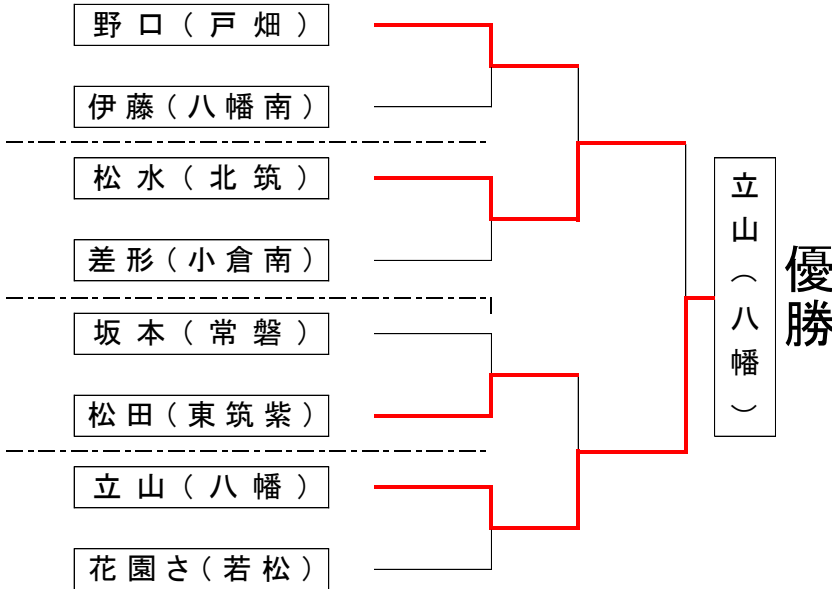 野口(戸畑)
伊藤(八幡南)
松水(北筑)
差形(小倉南)
坂本(常磐)
松田(東筑紫)
立山(八幡)
花園さ(若松)
立山(八幡)
優勝